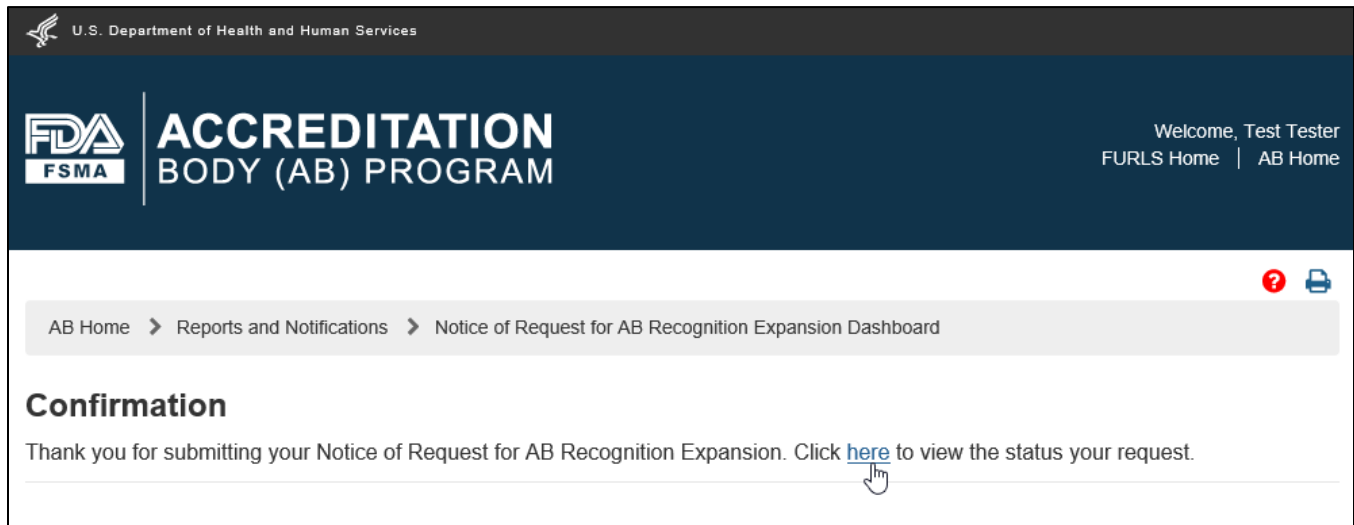 U.S. Department of Health and Human Services
FDA
FSMA
ACCREDITATION
BODY (AB) PROGRAM
Welcome, Test Tester
FURLS Home | AB Home
?
AB Home > Reports and Notifications > Notice of Request for AB Recognition Expansion Dashboard
Confirmation
Thank you for submitting your Notice of Request for AB Recognition Expansion. Click here to view the status your request.